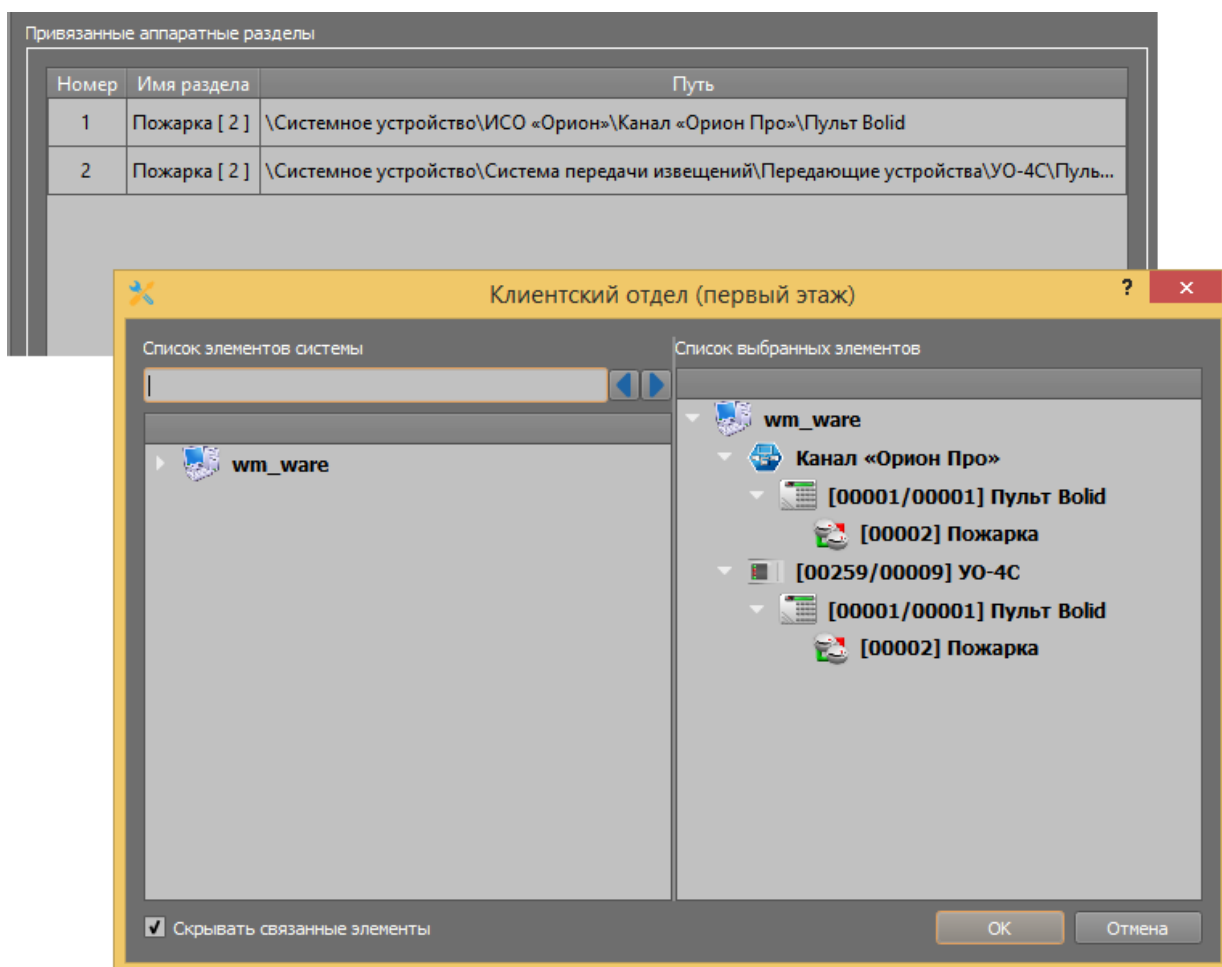 Привязанные аппаратные разделы
Номер Имя раздела Путь
1 Пожарка [ 2 ] \Системное устройство\ИСО «Орион»\Канал «Орион Про»\Пульт Bolid
2 Пожарка [ 2 ] \Системное устройство\Система передачи извещений\Передающие устройства\УО-4С\Пуль...
Клиентский отдел (первый этаж) ? ×
Список элементов системы
Список выбранных элементов
wm_ware
wm_ware
Канал «Орион Про»
[00001/00001] Пульт Bolid
[00002] Пожарка
[00259/00009] УО-4С
[00001/00001] Пульт Bolid
[00002] Пожарка
Скрывать связанные элементы
ОК Отмена